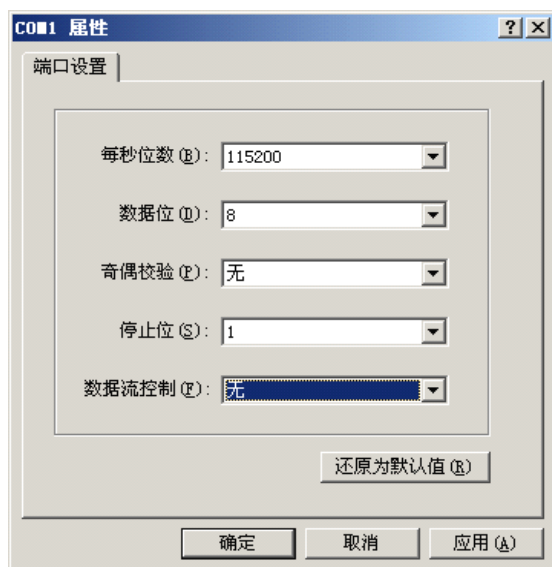 COM1 属性
端口设置
每秒位数(B): 115200
数据位(D): 8
奇偶校验(P): 无
停止位(S): 1
数据流控制(F): 无
还原为默认值(R)
确定 取消 应用(A)